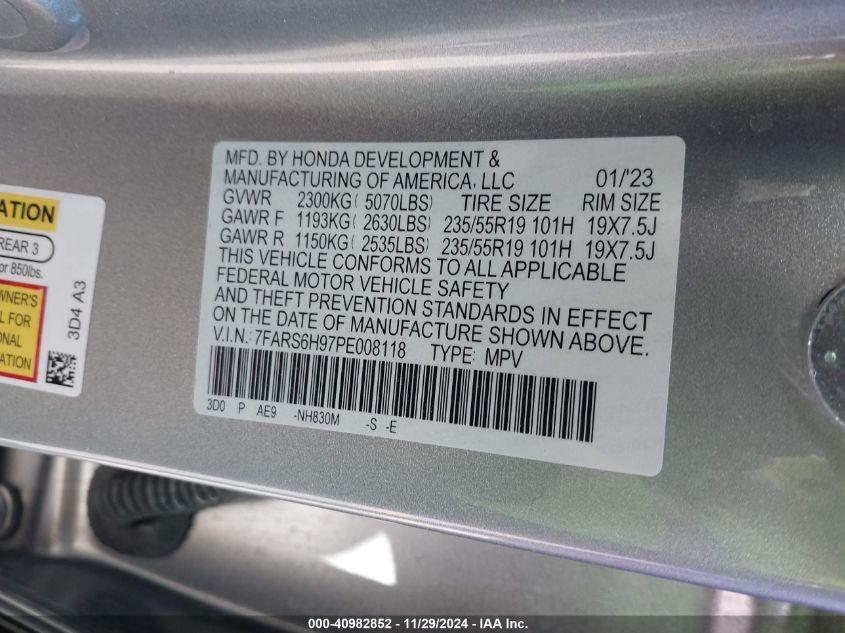 MFD. BY HONDA DEVELOPMENT &
MANUFACTURING OF AMERICA, LLC 01/'23
GVWR 2300KG( 5070LBS) TIRE SIZE RIM SIZE
GAWR F 1193KG( 2630LBS) 235/55R19 101H 19X7.5J
GAWR R 1150KG( 2535LBS) 235/55R19 101H 19X7.5J
THIS VEHICLE CONFORMS TO ALL APPLICABLE
FEDERAL MOTOR VEHICLE SAFETY
AND THEFT PREVENTION STANDARDS IN EFFECT
ON THE DATE OF MANUFACTURE SHOWN ABOVE.
V.I.N.: 7FARS6H97PE008118 TYPE: MPV
3D0 P AE9 -NH830M -S -E
ATION
REAR 3
or 850lbs.
WNER'S
L FOR
ONAL
3D4 A3
000-40982852 - 11/29/2024 - IAA Inc.